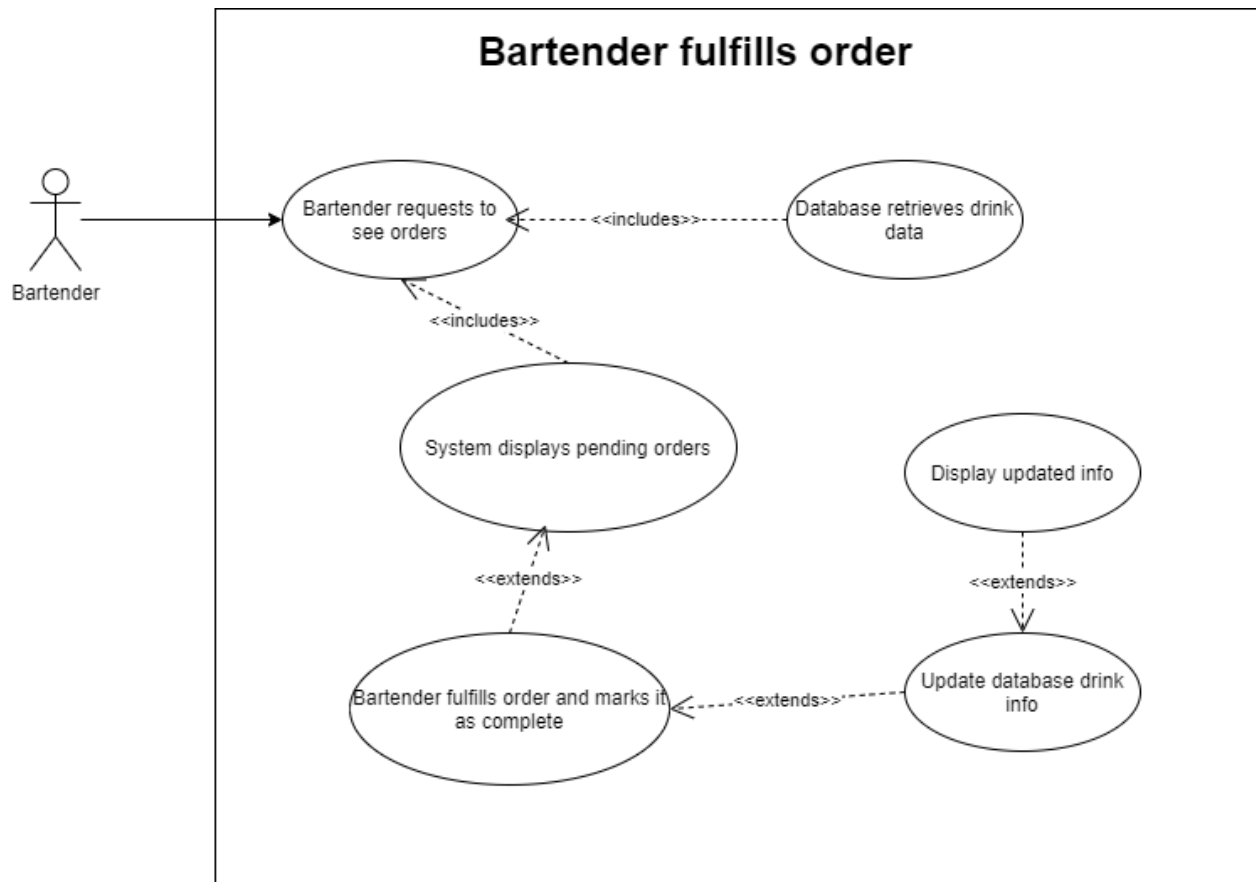 Bartender fulfills order
Bartender requests to
see orders
<<includes>>
Database retrieves drink
data
Bartender
<<includes>>
System displays pending orders
Display updated info
<<extends>>
<<extends>>
Bartender fulfills order and marks it
as complete
<<extends>>
Update database drink
info